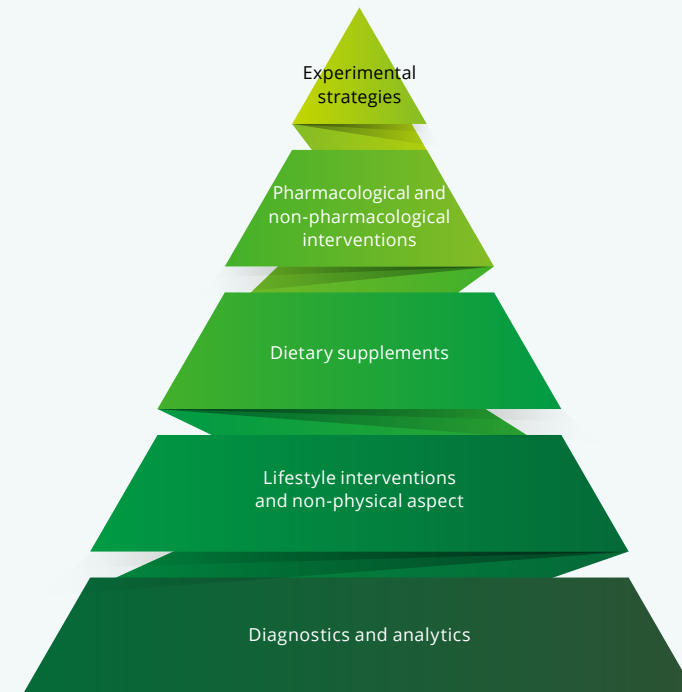 Experimental
strategies
Pharmacological and
non-pharmacological
interventions
Dietary supplements
Lifestyle interventions
and non-physical aspect
Diagnostics and analytics